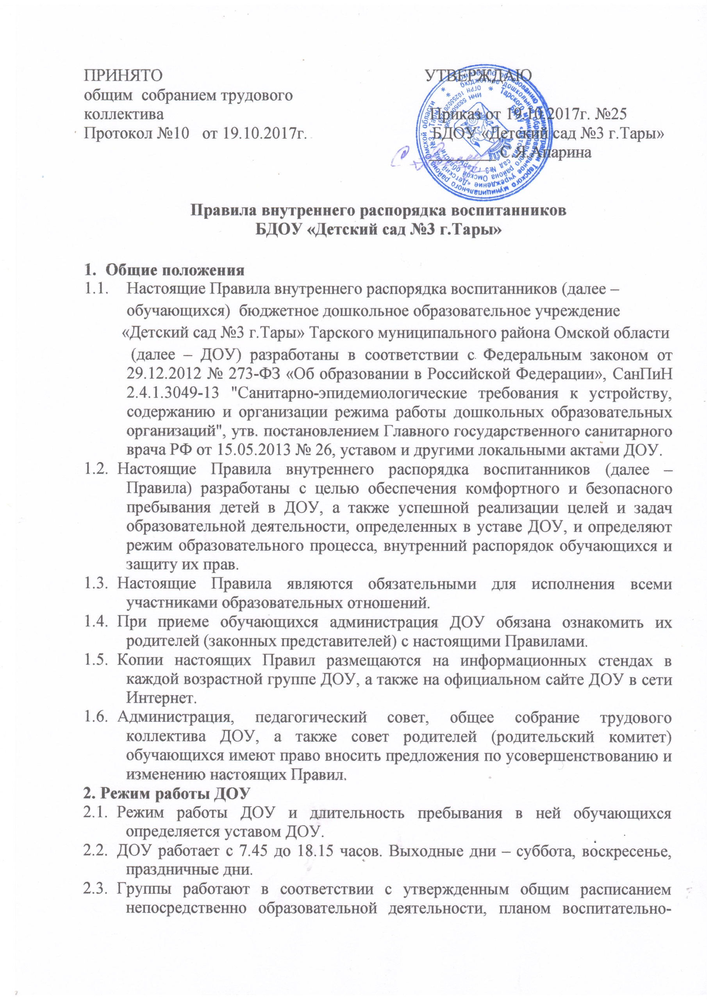 ПРИНЯТО
УТВЕРЖДАЮ
общим собранием трудового
коллектива
Приказ от 19.10.2017г. №25
Протокол №10 от 19.10.2017г.
БДОУ «Детский сад №3 г.Тары»
С.Я.Апарина
Правила внутреннего распорядка воспитанников
БДОУ «Детский сад №3 г.Тары»
1. Общие положения
1.1. Настоящие Правила внутреннего распорядка воспитанников (далее –
обучающихся) бюджетное дошкольное образовательное учреждение
«Детский сад №3 г.Тары» Тарского муниципального района Омской области
(далее – ДОУ) разработаны в соответствии с Федеральным законом от
29.12.2012 № 273-ФЗ «Об образовании в Российской Федерации», СанПиН
2.4.1.3049-13 "Санитарно-эпидемиологические требования к устройству,
содержанию и организации режима работы дошкольных образовательных
организаций", утв. постановлением Главного государственного санитарного
врача РФ от 15.05.2013 № 26, уставом и другими локальными актами ДОУ.
1.2. Настоящие Правила внутреннего распорядка воспитанников (далее –
Правила) разработаны с целью обеспечения комфортного и безопасного
пребывания детей в ДОУ, а также успешной реализации целей и задач
образовательной деятельности, определенных в уставе ДОУ, и определяют
режим образовательного процесса, внутренний распорядок обучающихся и
защиту их прав.
1.3. Настоящие Правила являются обязательными для исполнения всеми
участниками образовательных отношений.
1.4. При приеме обучающихся администрация ДОУ обязана ознакомить их
родителей (законных представителей) с настоящими Правилами.
1.5. Копии настоящих Правил размещаются на информационных стендах в
каждой возрастной группе ДОУ, а также на официальном сайте ДОУ в сети
Интернет.
1.6. Администрация, педагогический совет, общее собрание трудового
коллектива ДОУ, а также совет родителей (родительский комитет)
обучающихся имеют право вносить предложения по усовершенствованию и
изменению настоящих Правил.
2. Режим работы ДОУ
2.1. Режим работы ДОУ и длительность пребывания в ней обучающихся
определяется уставом ДОУ.
2.2. ДОУ работает с 7.45 до 18.15 часов. Выходные дни – суббота, воскресенье,
праздничные дни.
2.3. Группы работают в соответствии с утвержденным общим расписанием
непосредственно образовательной деятельности, планом воспитательно-